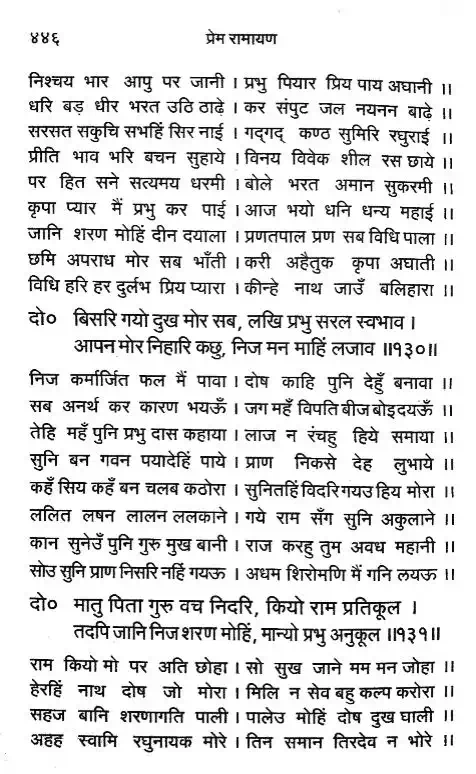 ४४६ प्रेम रामायण
निश्चय भार आपु पर जानी । प्रभु पियार प्रिय पाय अघानी ।।
धरि बड़ धीर भरत उठि ठाढ़े । कर संपुट जल नयनन बाढ़े ।।
सरसत सकुचि सभहिं सिर नाई । गद्‌गद् कण्ठ सुमिरि रघुराई ।।
प्रीति भाव भरि बचन सुहाये । विनय विवेक शील रस छाये ।।
पर हित सने सत्यमय धरमी । बोले भरत अमान सुकरमी ।।
कृपा प्यार मैं प्रभु कर पाई । आज भयो धनि धन्य महाई ।।
जानि शरण मोहिं दीन दयाला । प्रणतपाल प्रण सब विधि पाला ।।
छमि अपराध मोर सब भाँती । करी अहैतुक कृपा अघाती ।।
विधि हरि हर दुर्लभ प्रिय प्यारा । कीन्हे नाथ जाउँ बलिहारा ।।
दो० बिसरि गयो दुख मोर सब, लखि प्रभु सरल स्वभाव ।
आपन मोर निहारि कछु, निज मन माहिं लजाव ।।१३०।।
निज कर्मार्जित फल मैं पावा । दोष काहि पुनि देहुँ बनावा ।।
सब अनर्थ कर कारण भयऊँ । जग महँ विपति बीज बोइदयऊँ ।।
तेहि महँ पुनि प्रभु दास कहाया । लाज न रंचहु हिये समाया ।।
सुनि बन गवन पयादेहिं पाये । प्राण निकसे देह लुभाये ।।
कहँ सिय कहँ बन चलब कठोरा । सुनितहिं विदरि गयउ हिय मोरा ।।
ललित लषन लालन ललकाने । गये राम सँग सुनि अकुलाने ।।
कान सुनेउँ पुनि गुरु मुख बानी । राज करहु तुम अवध महानी ।।
सोउ सुनि प्राण निसरि नहिं गयऊ । अधम शिरोमणि मैं गनि लयऊ ।।
दो० मातु पिता गुरु वच निदरि, कियो राम प्रतिकूल ।
तदपि जानि निज शरण मोहिं, मान्यो प्रभु अनुकूल ।।१३१।।
राम कियो मो पर अति छोहा । सो सुख जाने मम मन जोहा ।।
हेरहिं नाथ दोष जो मोरा । मिलि न सेव बहु कल्प करोरा ।।
सहज बानि शरणागति पाली । पालेउ मोहिं दोष दुख घाली ।।
अहह स्वामि रघुनायक मोरे । तिन समान तिरदेव न भोरे ।।